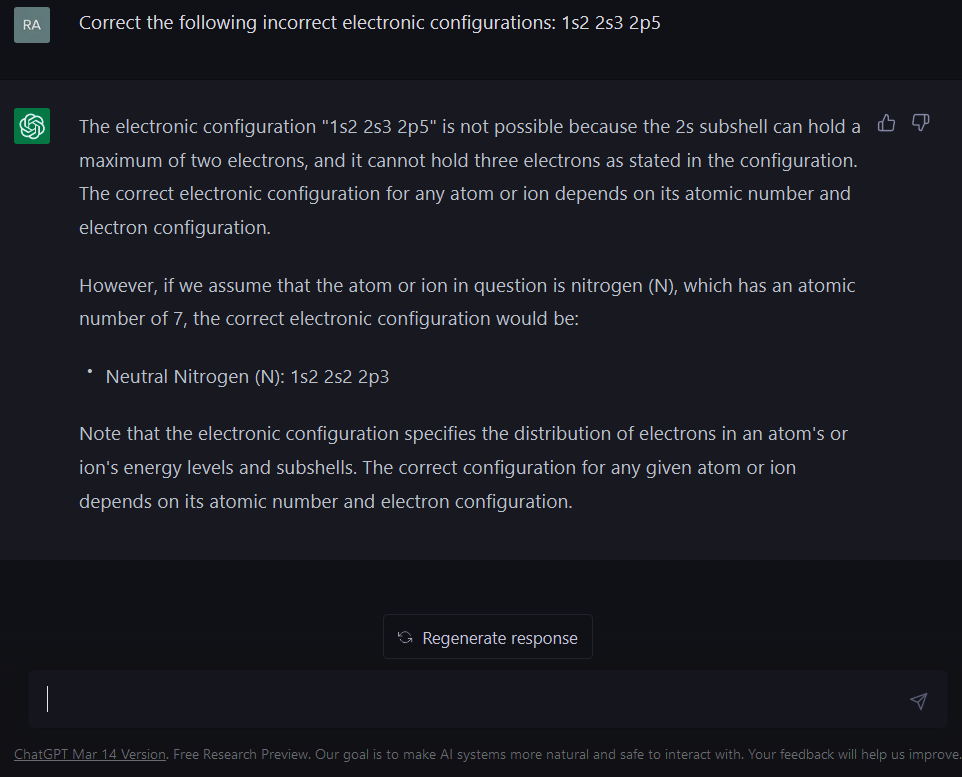 RA
Correct the following incorrect electronic configurations: 1s2 2s3 2p5
The electronic configuration "1s2 2s3 2p5" is not possible because the 2s subshell can hold a
maximum of two electrons, and it cannot hold three electrons as stated in the configuration.
The correct electronic configuration for any atom or ion depends on its atomic number and
electron configuration.
However, if we assume that the atom or ion in question is nitrogen (N), which has an atomic
number of 7, the correct electronic configuration would be:
• Neutral Nitrogen (N): 1s2 2s2 2p3
Note that the electronic configuration specifies the distribution of electrons in an atom's or
ion's energy levels and subshells. The correct configuration for any given atom or ion
depends on its atomic number and electron configuration.
Regenerate response
ChatGPT Mar 14 Version. Free Research Preview. Our goal is to make AI systems more natural and safe to interact with. Your feedback will help us improve.